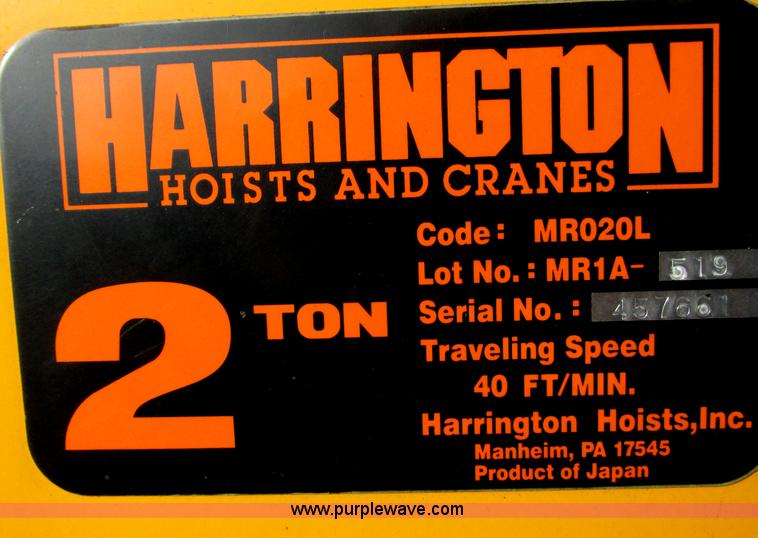 HARRINGTON
HOISTS AND CRANES
2 TON
Code: MR020L
Lot No.: MR1A- 519
Serial No.: 457661
Traveling Speed
40 FT/MIN.
Harrington Hoists,Inc.
Manheim, PA 17545
Product of Japan
www.purplewave.com